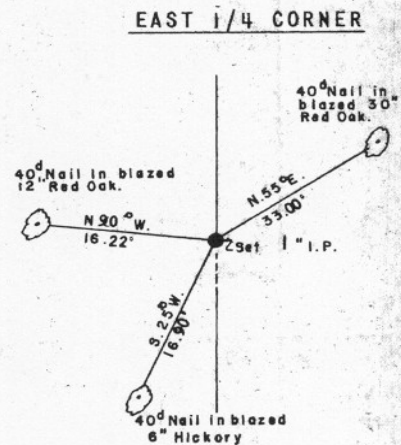 EAST 1/4 CORNER
40d Nail in
blazed 30"
Red Oak.
40d Nail in blazed
12" Red Oak.
N.55°E.
33.00'
N 90° W.
16.22'
Set 1" I.P.
S.25° W.
16.90'
40d Nail in blazed
6" Hickory